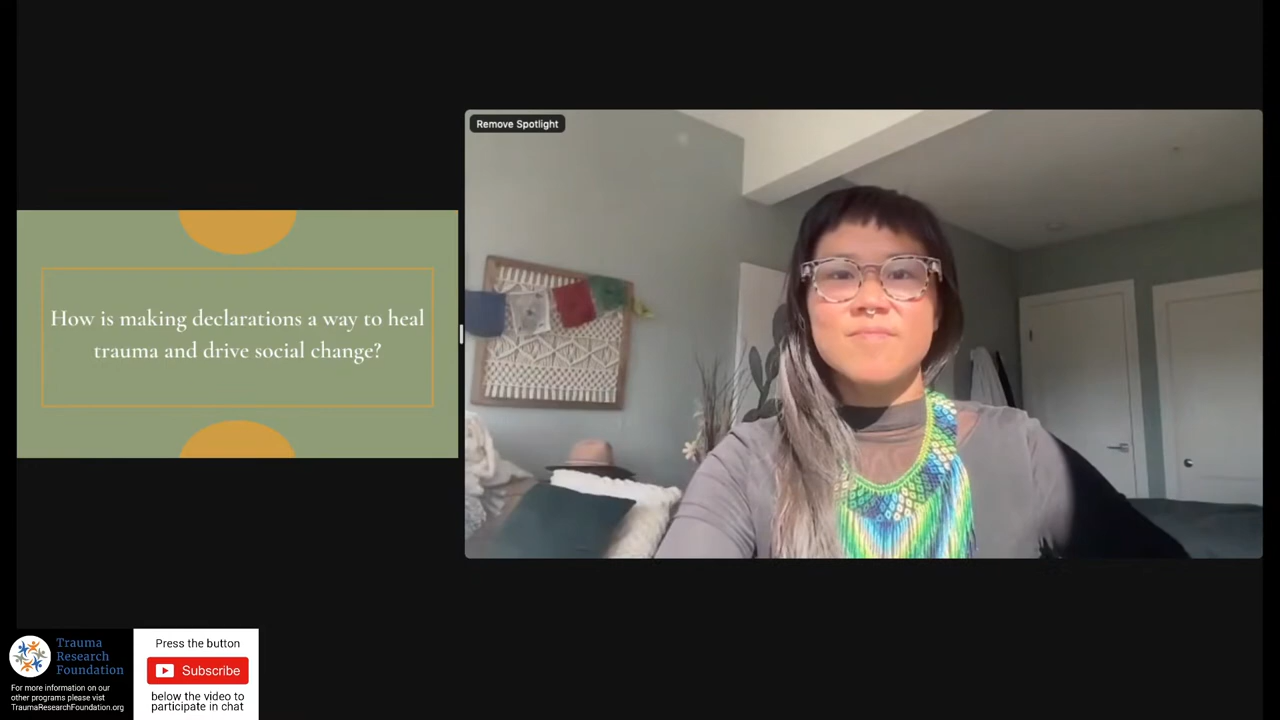 Remove Spotlight
How is making declarations a way to heal
trauma and drive social change?
Trauma
Research
Foundation
For more information on our
other programs please visit
TraumaResearchFoundation.org
Press the button
Subscribe
below the video to
participate in chat